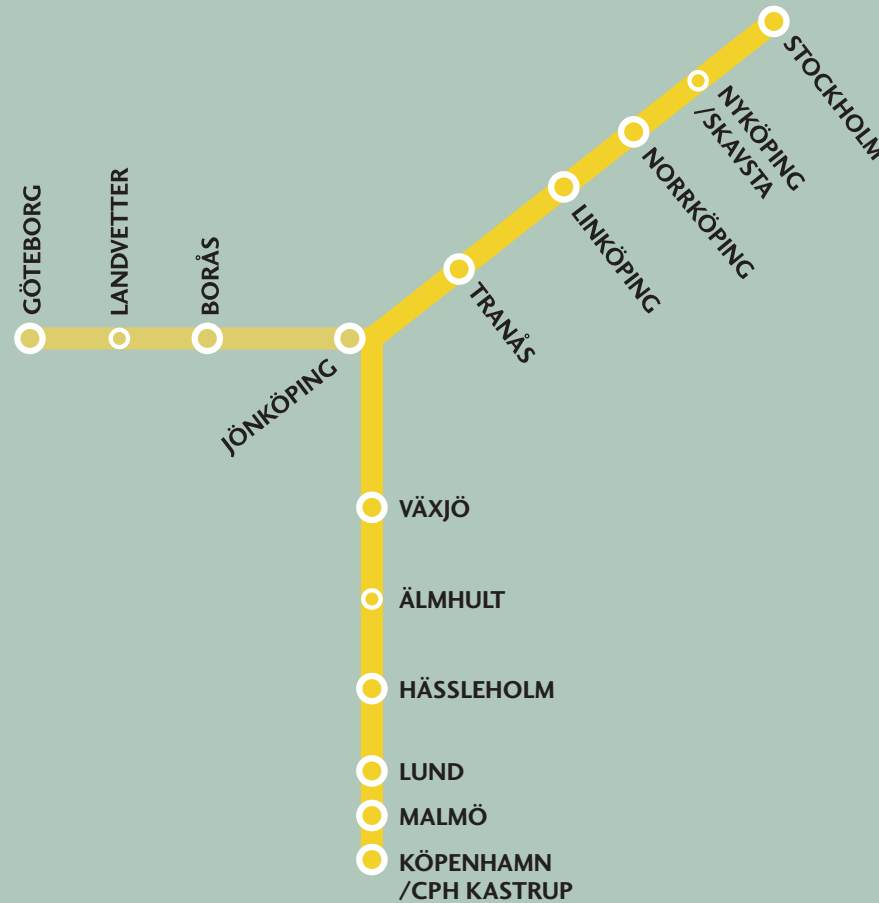 STOCKHOLM
NYKÖPING
/SKAVSTA
NORRKÖPING
LINKÖPING
TRANÅS
GÖTEBORG
LANDVETTER
BORÅS
JÖNKÖPING
VÄXJÖ
ÄLMHULT
HÄSSLEHOLM
LUND
MALMÖ
KÖPENHAMN
/CPH KASTRUP